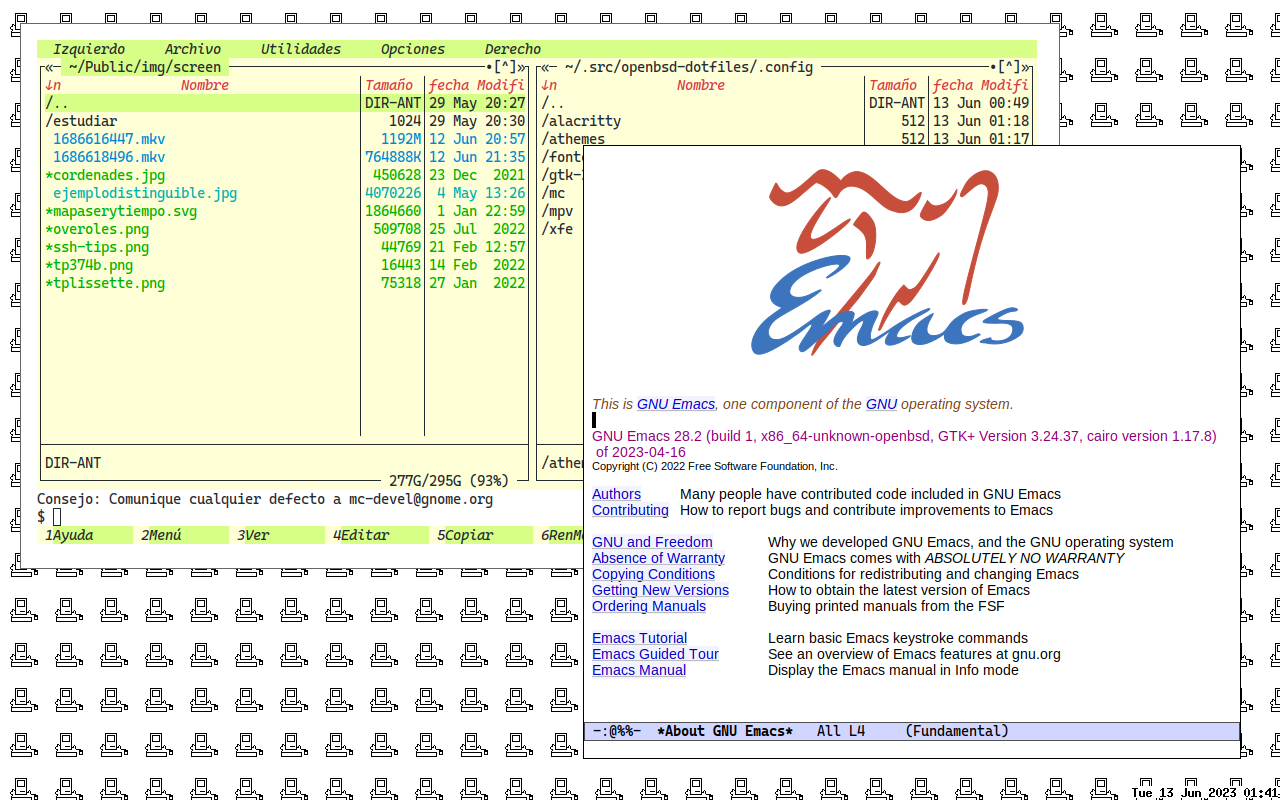 Izquierdo Archivo Utilidades Opciones Derecho
«─ ~/Public/img/screen ─•[^]»
↓n Nombre Tamaño fecha Modifi
/.. DIR-ANT 29 May 20:27
/estudiar 1024 29 May 20:30
1686616447.mkv 1192M 12 Jun 20:57
1686618496.mkv 764888K 12 Jun 21:35
*cordenades.jpg 450628 23 Dec 2021
ejemplodistinguible.jpg 4070226 4 May 13:26
*mapaserytiempo.svg 1864660 1 Jan 22:59
*overoles.png 509708 25 Jul 2022
*ssh-tips.png 44769 21 Feb 12:57
*tp374b.png 16443 14 Feb 2022
*tplissette.png 75318 27 Jan 2022
DIR-ANT
277G/295G (93%)
«─ ~/.src/openbsd-dotfiles/.config ─•[^]»
↓n Nombre Tamaño fecha Modifi
/.. DIR-ANT 13 Jun 00:49
/alacritty 512 13 Jun 01:18
/athemes 512 13 Jun 01:17
/font
/gtk-
/mc
/mpv
/xfe
/athe
Consejo: Comunique cualquier defecto a mc-devel@gnome.org
$
1Ayuda 2Menú 3Ver 4Editar 5Copiar 6RenM
Emacs
This is GNU Emacs, one component of the GNU operating system.
GNU Emacs 28.2 (build 1, x86_64-unknown-openbsd, GTK+ Version 3.24.37, cairo version 1.17.8)
of 2023-04-16
Copyright (C) 2022 Free Software Foundation, Inc.
Authors Many people have contributed code included in GNU Emacs
Contributing How to report bugs and contribute improvements to Emacs
GNU and Freedom Why we developed GNU Emacs, and the GNU operating system
Absence of Warranty GNU Emacs comes with ABSOLUTELY NO WARRANTY
Copying Conditions Conditions for redistributing and changing Emacs
Getting New Versions How to obtain the latest version of Emacs
Ordering Manuals Buying printed manuals from the FSF
Emacs Tutorial Learn basic Emacs keystroke commands
Emacs Guided Tour See an overview of Emacs features at gnu.org
Emacs Manual Display the Emacs manual in Info mode
-:@%%- *About GNU Emacs* All L4 (Fundamental)
Tue 13 Jun 2023 01:41